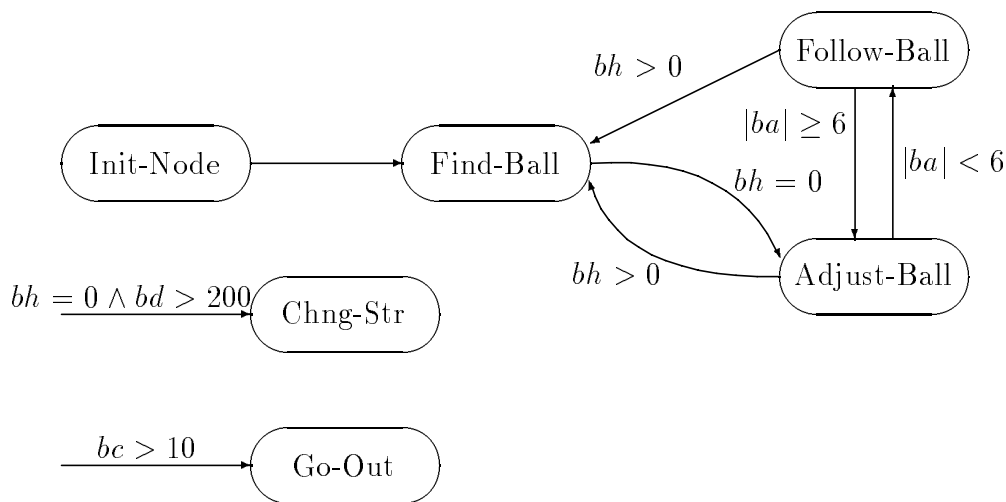 Follow-Ball
bh > 0
|ba| ≥ 6
|ba| < 6
Init-Node
Find-Ball
bh = 0
bh > 0
Adjust-Ball
bh = 0 ∧ bd > 200
Chng-Str
bc > 10
Go-Out